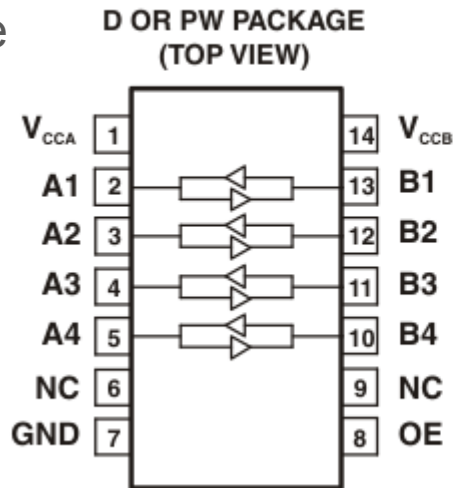 e
D OR PW PACKAGE
(TOP VIEW)
VCCA 1 14 VCCB
A1 2 13 B1
A2 3 12 B2
A3 4 11 B3
A4 5 10 B4
NC 6 9 NC
GND 7 8 OE